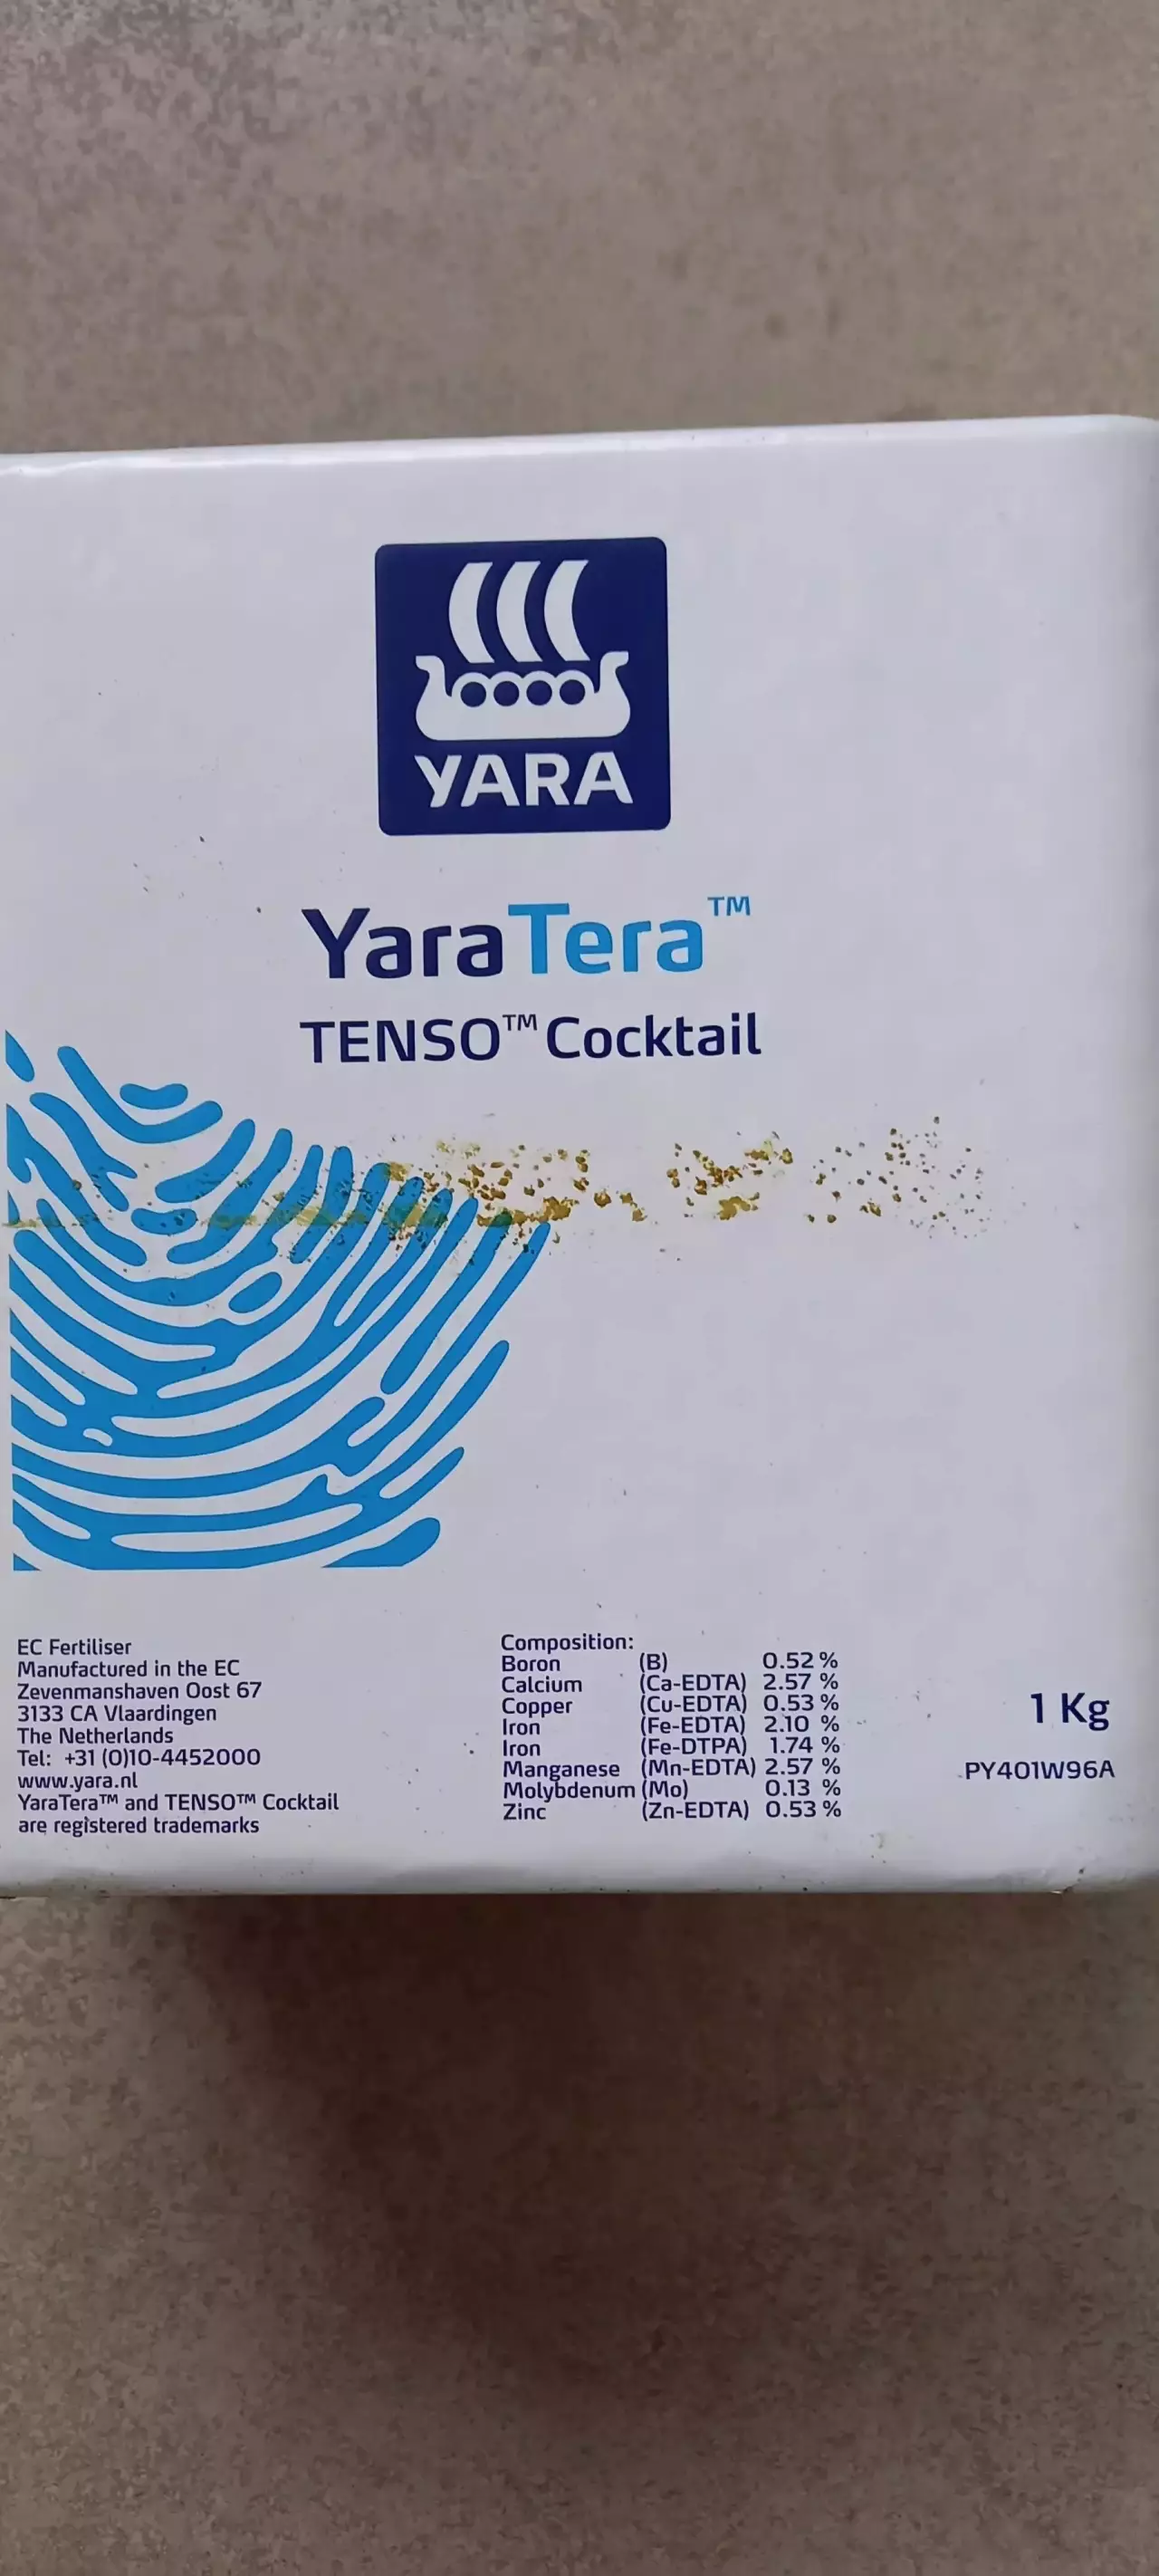 YARA
YaraTera™
TENSO™ Cocktail
EC Fertiliser
Manufactured in the EC
Zevenmanshaven Oost 67
3133 CA Vlaardingen
The Netherlands
Tel: +31 (0)10-4452000
www.yara.nl
YaraTera™ and TENSO™ Cocktail
are registered trademarks
Composition:
Boron (B) 0.52 %
Calcium (Ca-EDTA) 2.57 %
Copper (Cu-EDTA) 0.53 %
Iron (Fe-EDTA) 2.10 %
Iron (Fe-DTPA) 1.74 %
Manganese (Mn-EDTA) 2.57 %
Molybdenum (Mo) 0.13 %
Zinc (Zn-EDTA) 0.53 %
1 Kg
PY401W96A